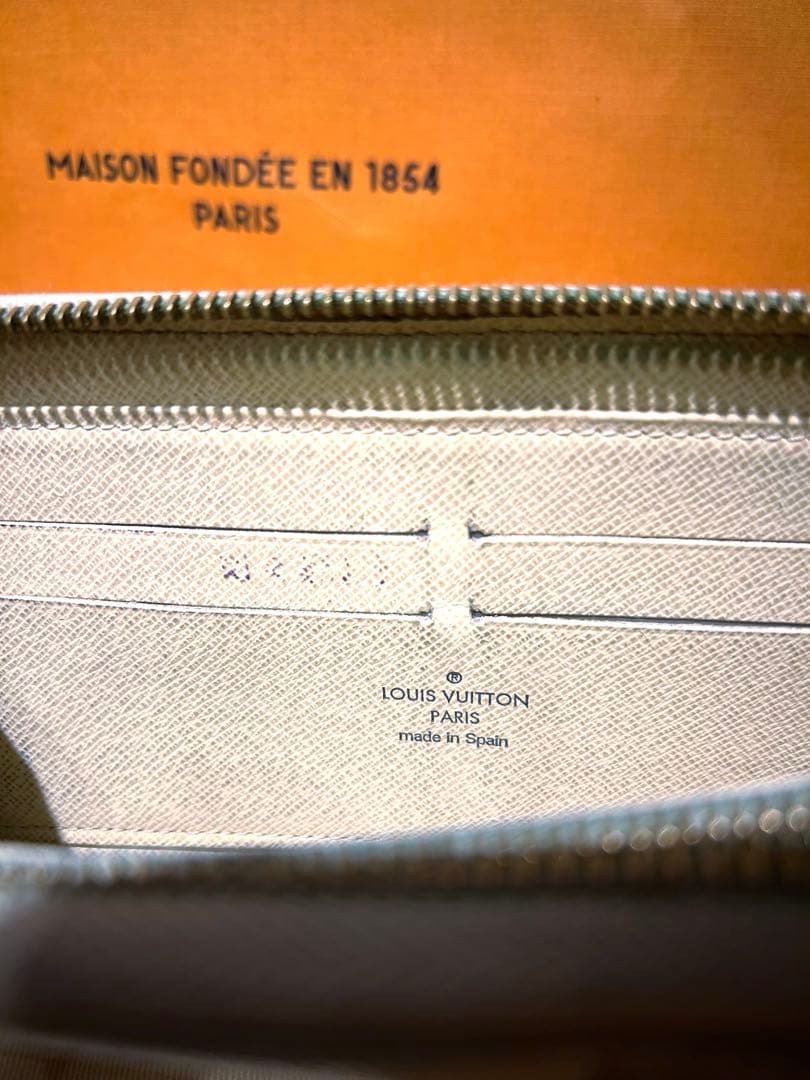 MAISON FONDÉE EN 1854
PARIS
®
LOUIS VUITTON
PARIS
made in Spain